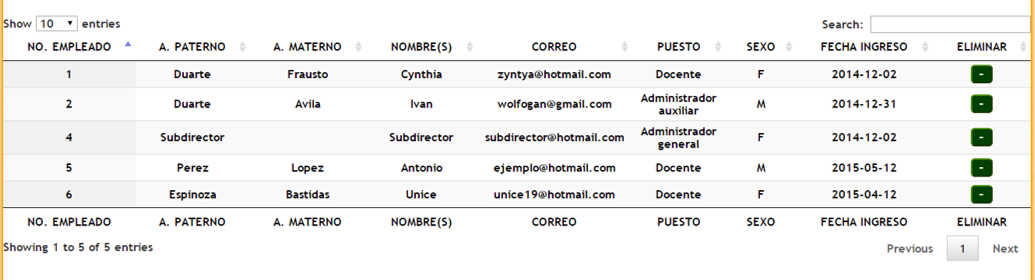 Show 10 entries Search:
NO. EMPLEADO A. PATERNO A. MATERNO NOMBRE(S) CORREO PUESTO SEXO FECHA INGRESO ELIMINAR
1 Duarte Frausto Cynthia zyntya@hotmail.com Docente F 2014-12-02 -
2 Duarte Avila Ivan wolfogan@gmail.com Administrador auxiliar M 2014-12-31 -
4 Subdirector Subdirector subdirector@hotmail.com Administrador general F 2014-12-02 -
5 Perez Lopez Antonio ejemplo@hotmail.com Docente M 2015-05-12 -
6 Espinoza Bastidas Unice unice19@hotmail.com Docente F 2015-04-12 -
NO. EMPLEADO A. PATERNO A. MATERNO NOMBRE(S) CORREO PUESTO SEXO FECHA INGRESO ELIMINAR
Showing 1 to 5 of 5 entries Previous 1 Next